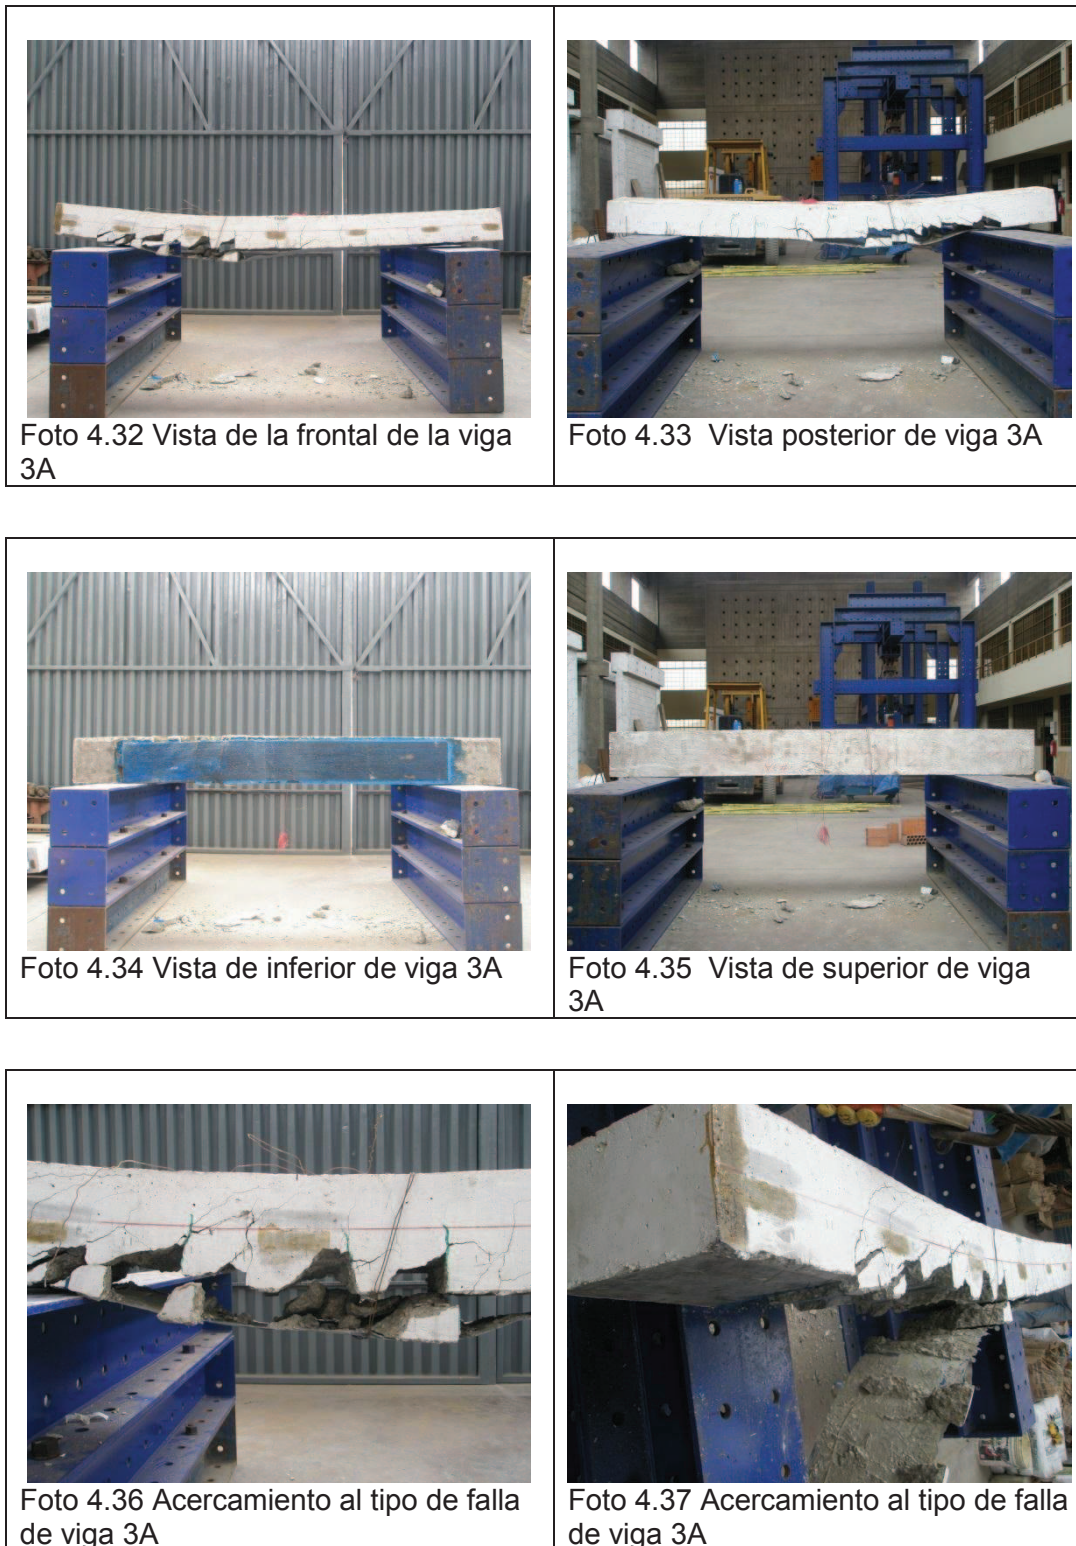 Foto 4.32 Vista de la frontal de la viga
3A
Foto 4.33 Vista posterior de viga 3A
Foto 4.34 Vista de inferior de viga 3A
Foto 4.35 Vista de superior de viga
3A
Foto 4.36 Acercamiento al tipo de falla
de viga 3A
Foto 4.37 Acercamiento al tipo de falla
de viga 3A